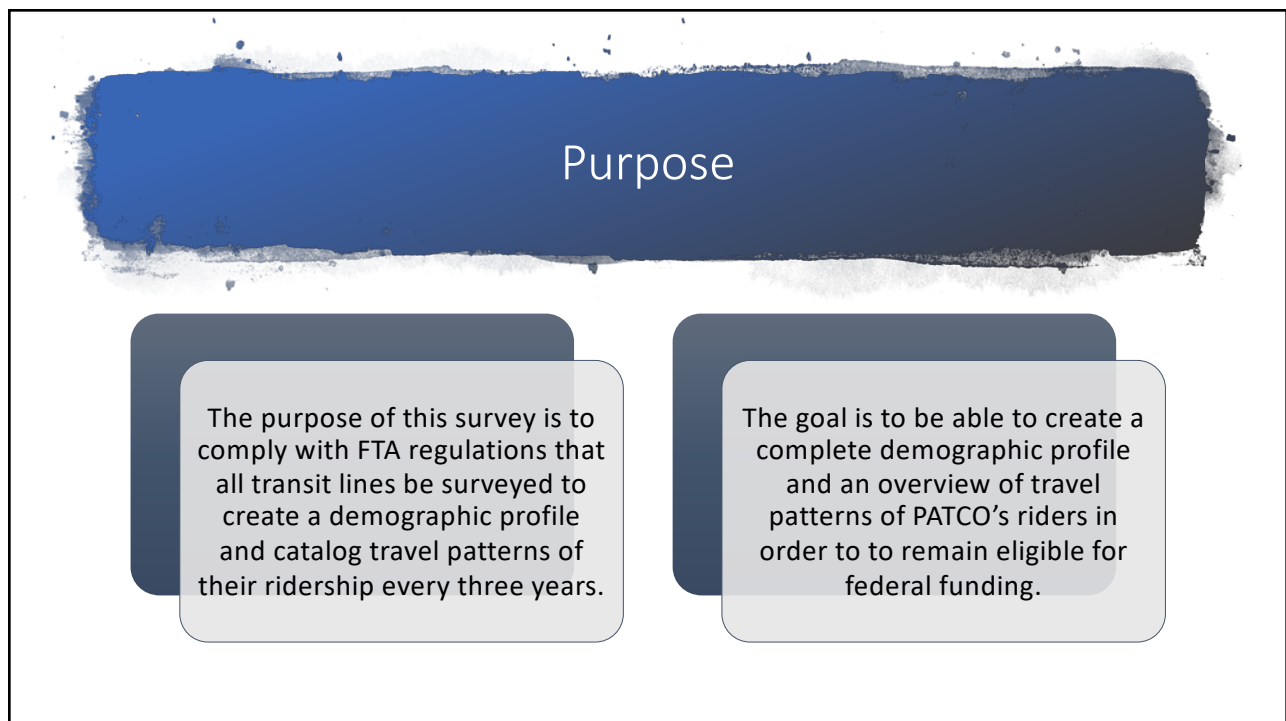 Purpose
The purpose of this survey is to
comply with FTA regulations that
all transit lines be surveyed to
create a demographic profile
and catalog travel patterns of
their ridership every three years.
The goal is to be able to create a
complete demographic profile
and an overview of travel
patterns of PATCO’s riders in
order to to remain eligible for
federal funding.